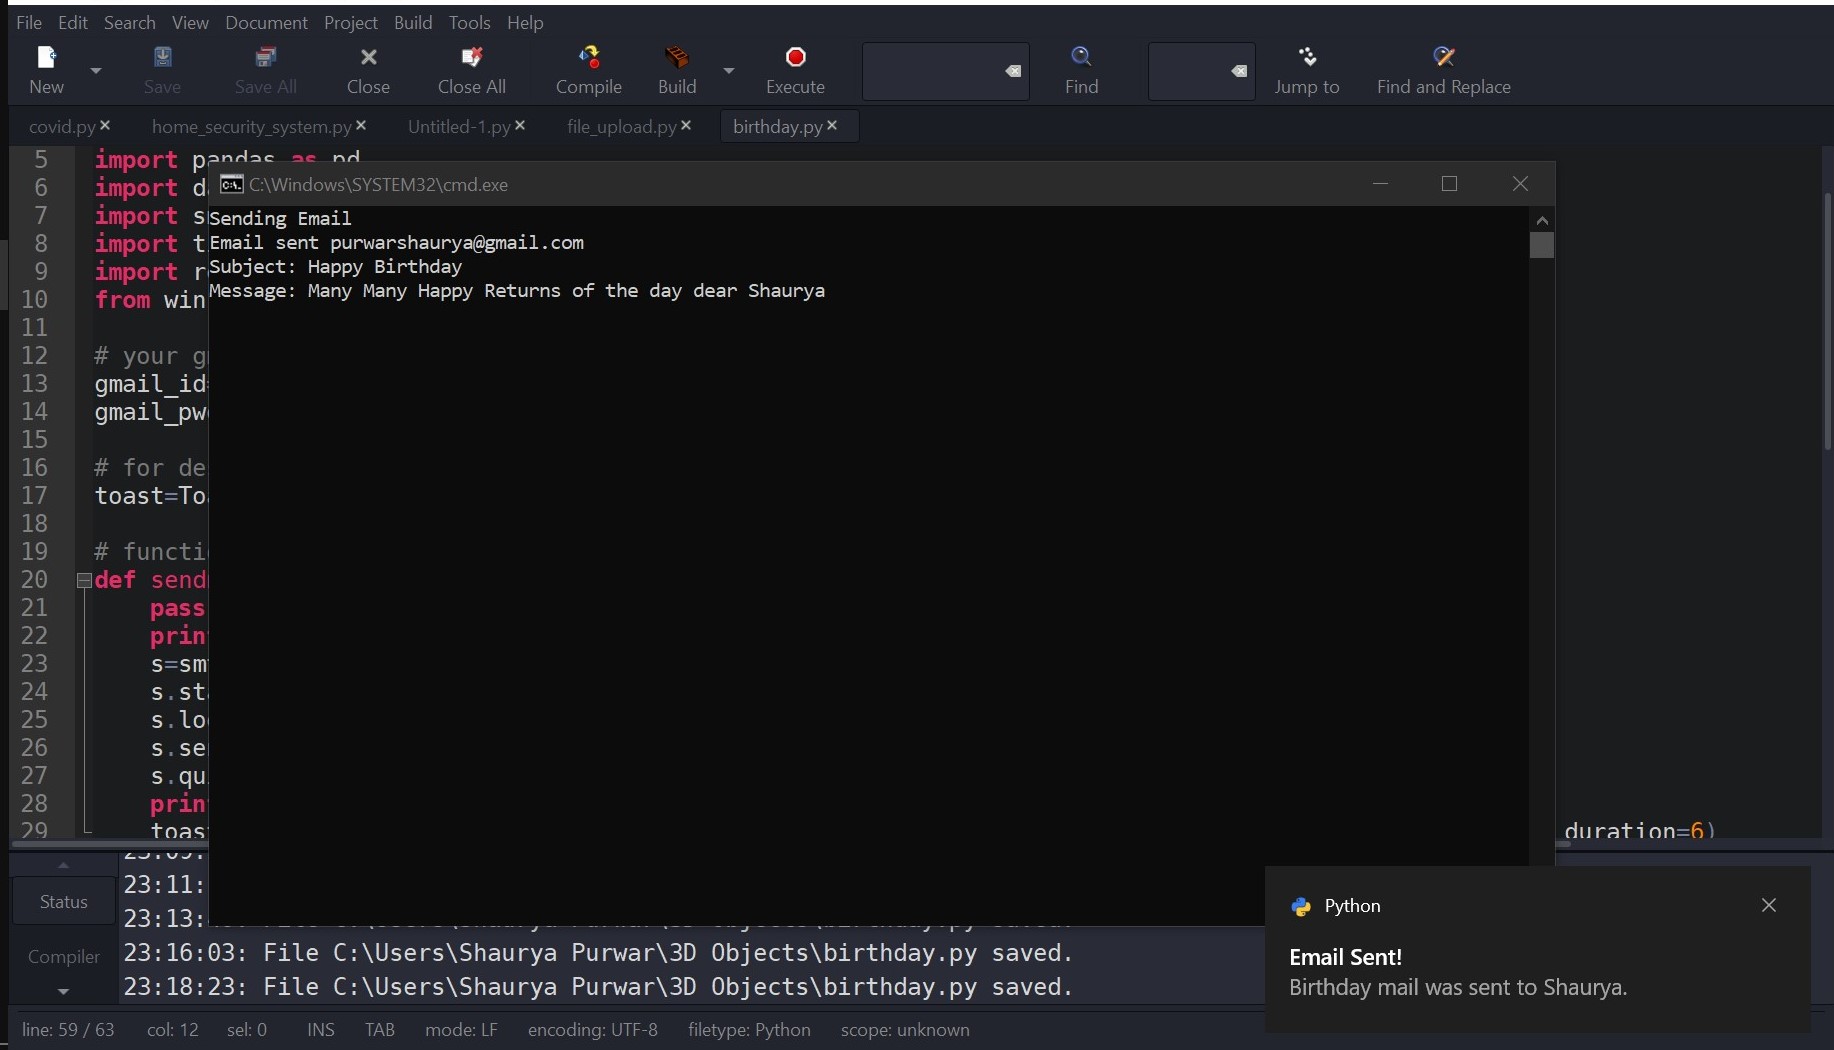 File Edit Search View Document Project Build Tools Help
New Save Save All Close Close All Compile Build Execute Find Jump to Find and Replace
covid.py home_security_system.py Untitled-1.py file_upload.py birthday.py
5 import pandas as pd
C:\Windows\SYSTEM32\cmd.exe
6 import
7 import
Sending Email
8 import
Email sent purwarshaurya@gmail.com
9 import
Subject: Happy Birthday
10 from win
Message: Many Many Happy Returns of the day dear Shaurya
11
12 # your
13 gmail_id
14 gmail_pw
15
16 # for de
17 toast=To
18
19 # functi
20 def send
21 pass
22 prin
23 s=sm
24 s.st
25 s.lo
26 s.se
27 s.qu
28 prin
29 toas duration=6)
23:09:
23:11:
Status
23:13:
23:16:03: File C:\Users\Shaurya Purwar\3D Objects\birthday.py saved.
Compiler
23:18:23: File C:\Users\Shaurya Purwar\3D Objects\birthday.py saved.
Python
Email Sent!
Birthday mail was sent to Shaurya.
line: 59 / 63 col: 12 sel: 0 INS TAB mode: LF encoding: UTF-8 filetype: Python scope: unknown